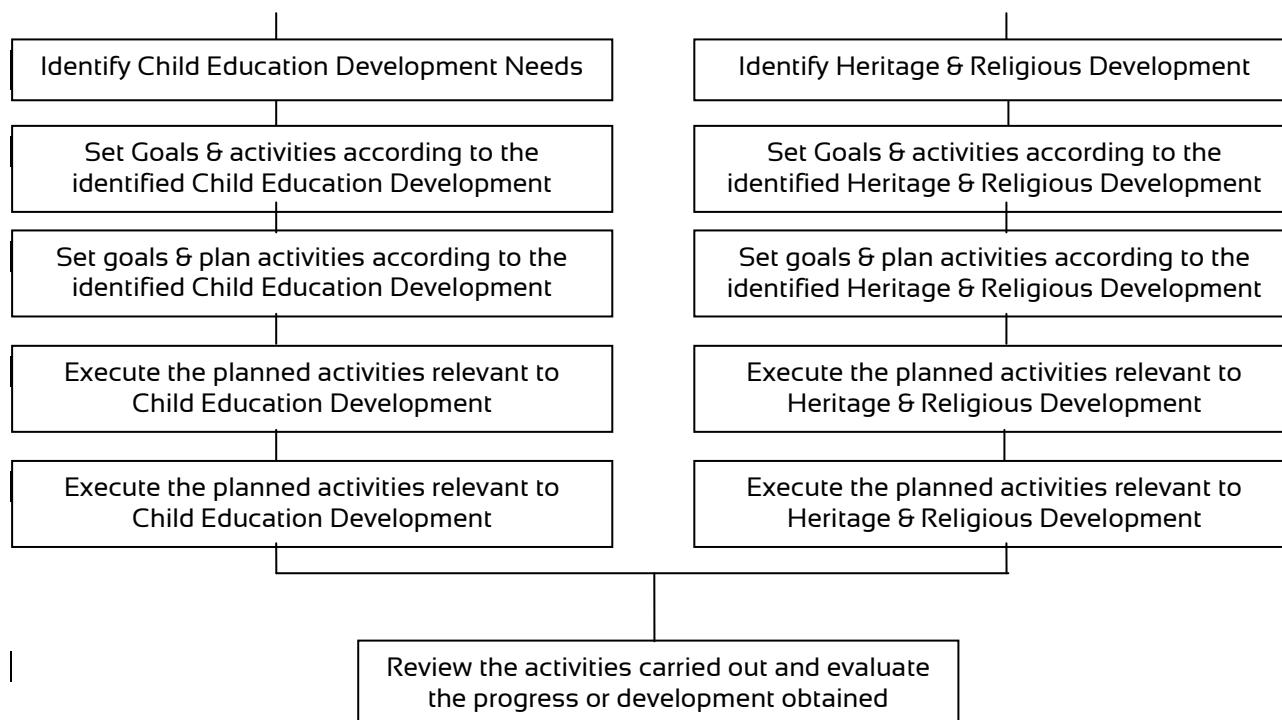 Identify Child Education Development Needs
Set Goals & activities according to the
identified Child Education Development
Set goals & plan activities according to the
identified Child Education Development
Execute the planned activities relevant to
Child Education Development
Execute the planned activities relevant to
Child Education Development
Identify Heritage & Religious Development
Set Goals & activities according to the
identified Heritage & Religious Development
Set goals & plan activities according to the
identified Heritage & Religious Development
Execute the planned activities relevant to
Heritage & Religious Development
Execute the planned activities relevant to
Heritage & Religious Development
Review the activities carried out and evaluate
the progress or development obtained